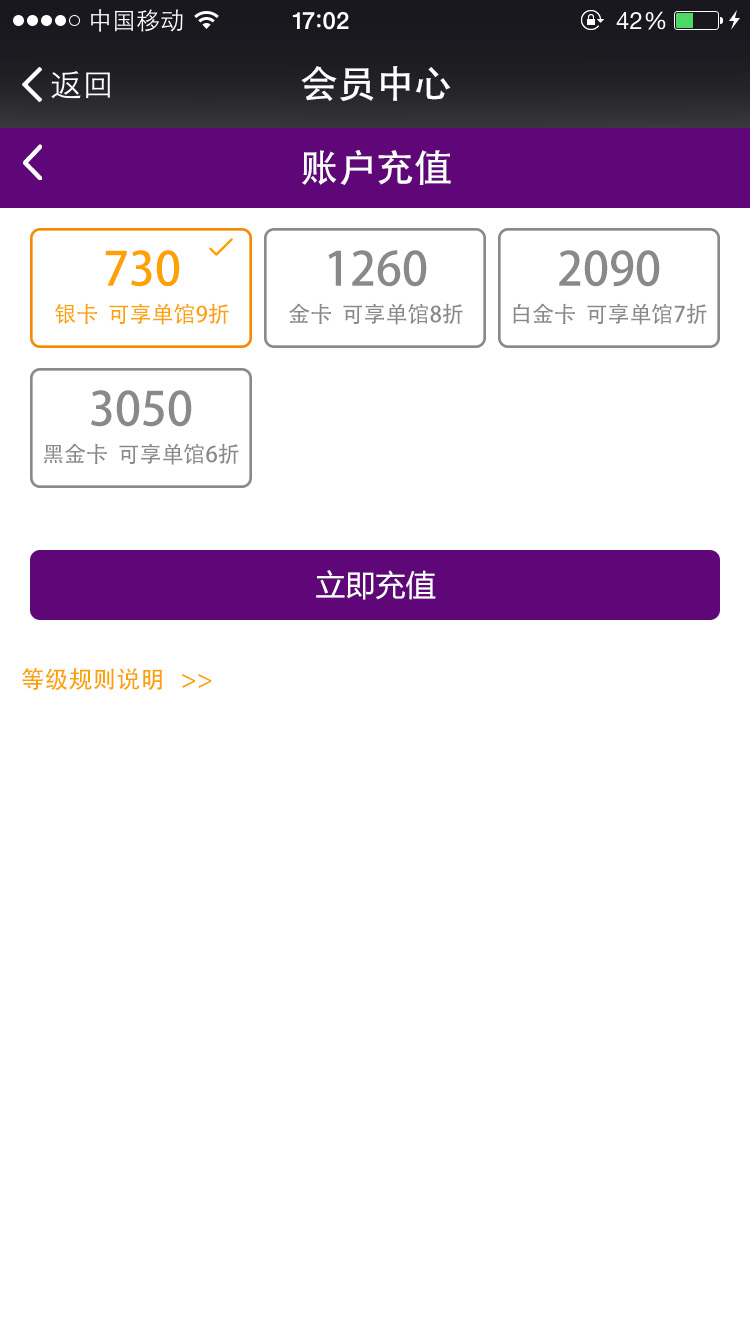 中国移动 17:02 42%
返回 会员中心
账户充值
730
银卡 可享单馆9折
1260
金卡 可享单馆8折
2090
白金卡 可享单馆7折
3050
黑金卡 可享单馆6折
立即充值
等级规则说明 >>